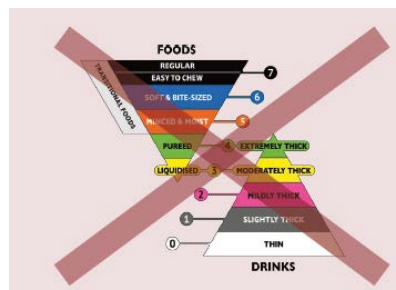 FOODS
REGULAR
EASY TO CHEW
7
TRANSITIONAL FOODS
SOFT & BITE-SIZED
6
MINCED & MOIST
5
PUREED
4
EXTREMELY THICK
LIQUIDISED
3
MODERATELY THICK
2
MILDLY THICK
1
SLIGHTLY THICK
0
THIN
DRINKS